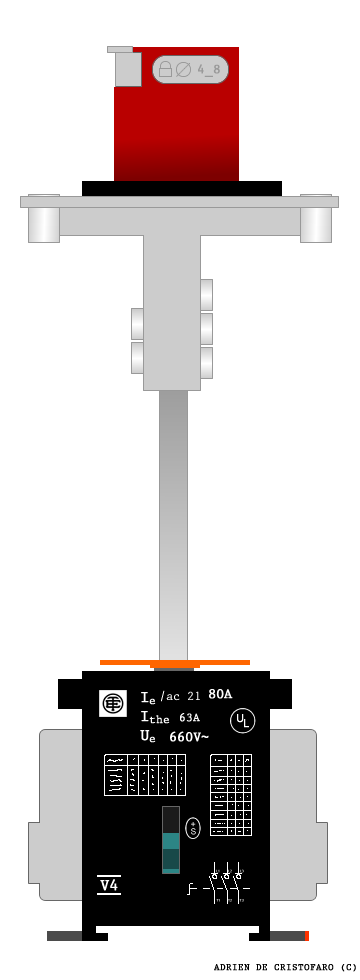 4_8
Ie /ac 21 80A
Ithe 63A
Ue 660V~
UL
+
S
V4
ADRIEN DE CRISTOFARO (C)